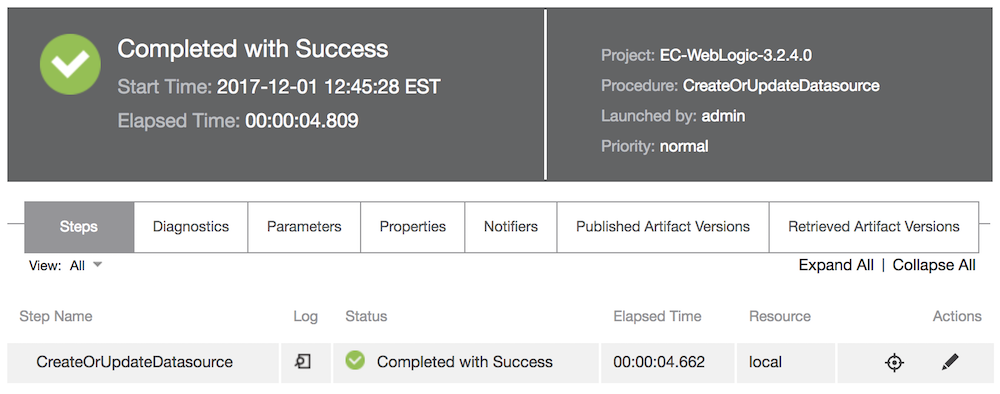 Completed with Success
Start Time: 2017-12-01 12:45:28 EST
Elapsed Time: 00:00:04.809
Project: EC-WebLogic-3.2.4.0
Procedure: CreateOrUpdateDatasource
Launched by: admin
Priority: normal
Steps Diagnostics Parameters Properties Notifiers Published Artifact Versions Retrieved Artifact Versions
View: All Expand All | Collapse All
Step Name Log Status Elapsed Time Resource Actions
CreateOrUpdateDatasource Completed with Success 00:00:04.662 local